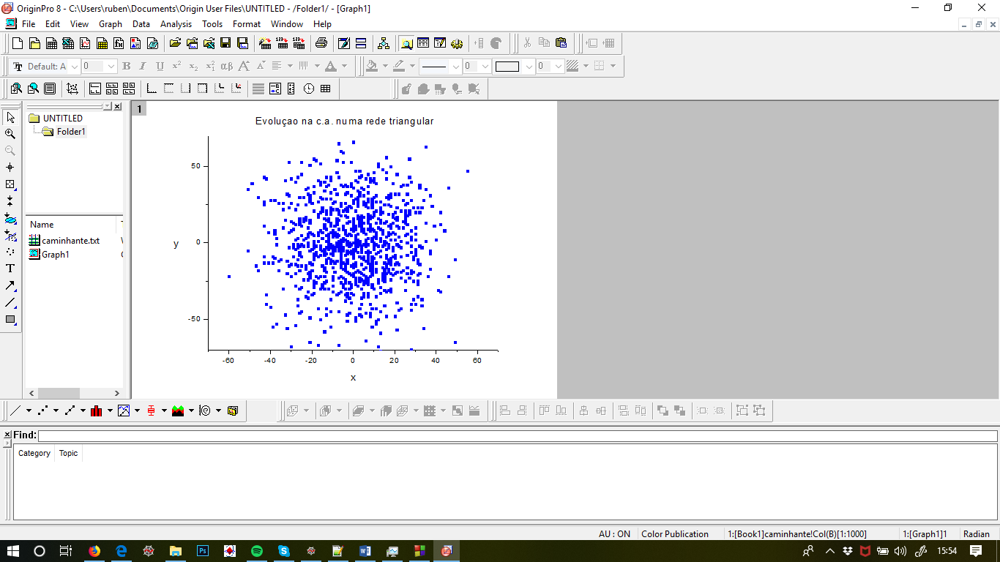 OriginPro 8 - C:\Users\ruben\Documents\Origin User Files\UNTITLED - /Folder1/ - [Graph1]
File Edit View Graph Data Analysis Tools Format Window Help
Default: A 0 B I U x² x₂ αβ A A 0 0
UNTITLED
Folder1
Name
caminhante.txt
Graph1
1
Evoluçao na c.a. numa rede triangular
50
y
0
-50
-60 -40 -20 0 20 40 60
x
Find:
Category Topic
AU : ON Color Publication 1:[Book1]caminhante!Col(B)[1:1000] 1:[Graph1]1 Radian
15:54